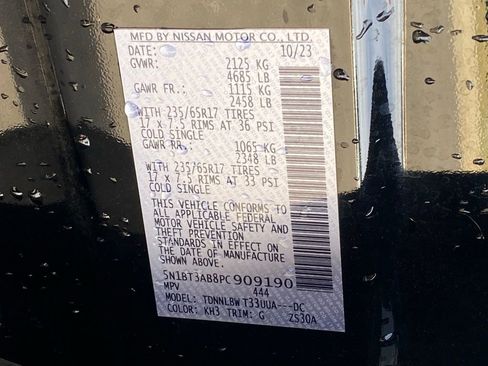 MFD BY NISSAN MOTOR CO., LTD.
DATE: 10/23
GVWR: 2125 KG
4685 LB
GAWR FR.: 1115 KG
2458 LB
WITH 235/65R17 TIRES
17 x 7.5 RIMS AT 36 PSI
COLD SINGLE
GAWR RR.: 1065 KG
2348 LB
WITH 235/65R17 TIRES
17 x 7.5 RIMS AT 33 PSI
COLD SINGLE
THIS VEHICLE CONFORMS
TO ALL APPLICABLE FEDERAL
MOTOR VEHICLE SAFETY AND
THEFT PREVENTION
STANDARDS IN EFFECT ON
THE DATE OF MANUFACTURE
SHOWN ABOVE.
5N1BT3AB8PC909190
MPV 444
MODEL: TDNNLBW T33UUA---DC
COLOR: KH3 TRIM: G ZS30A